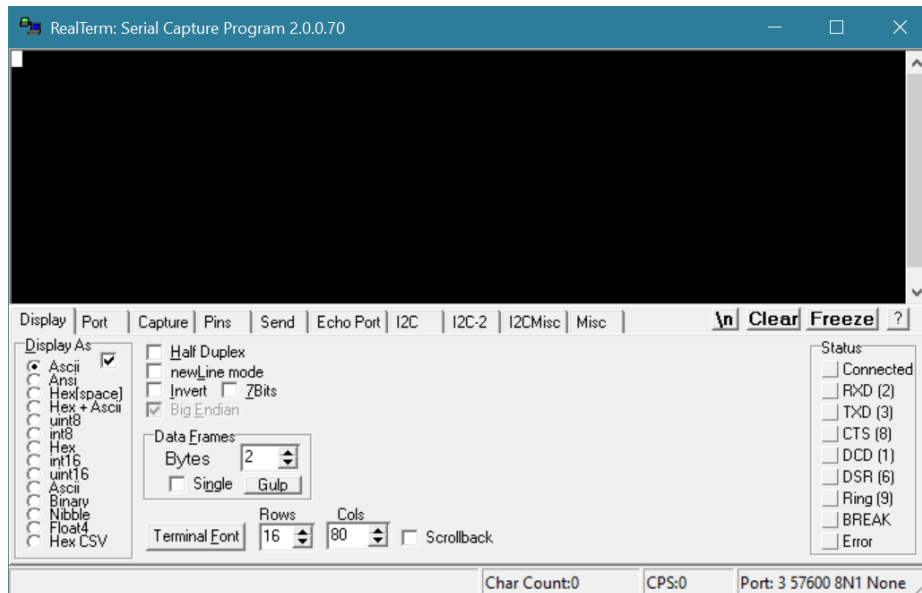 RealTerm: Serial Capture Program 2.0.0.70
Display Port Capture Pins Send Echo Port I2C I2C-2 I2CMisc Misc \n Clear Freeze ?
Display As
Ascii
Ansi
Hex[space]
Hex + Ascii
uint8
int8
Hex
int16
uint16
Ascii
Binary
Nibble
Float4
Hex CSV
Half Duplex
newLine mode
Invert 7Bits
Big Endian
Data Frames
Bytes 2
Single Gulp
Rows Cols
Terminal Font 16 80 Scrollback
Status
Connected
RXD (2)
TXD (3)
CTS (8)
DCD (1)
DSR (6)
Ring (9)
BREAK
Error
Char Count:0 CPS:0 Port: 3 57600 8N1 None